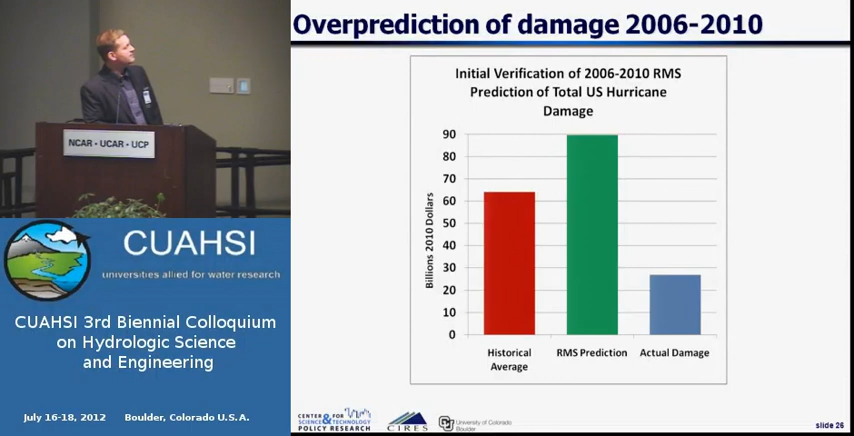 Overprediction of damage 2006-2010
NCAR • UCAR • UCP
Initial Verification of 2006-2010 RMS
Prediction of Total US Hurricane
Damage
Billions 2010 Dollars
90
80
70
60
50
40
30
20
10
0
Historical
Average
RMS Prediction
Actual Damage
CUAHSI
universities allied for water research
CUAHSI 3rd Biennial Colloquium
on Hydrologic Science
and Engineering
July 16-18, 2012 Boulder, Colorado U.S.A.
CENTER FOR
SCIENCE & TECHNOLOGY
POLICY RESEARCH
CIRES
CU
University of Colorado
Boulder
slide 26